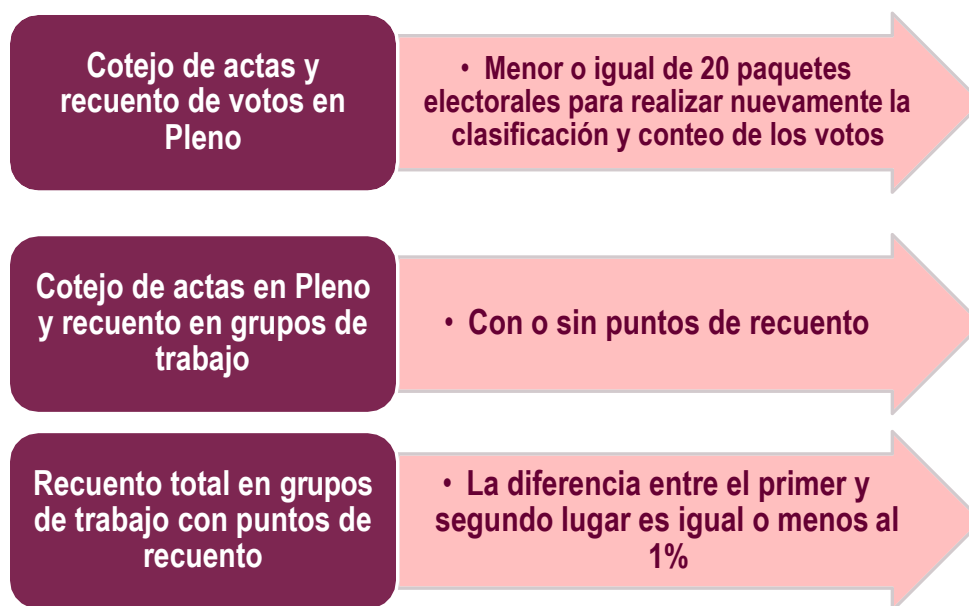 Cotejo de actas y
recuento de votos en
Pleno
• Menor o igual de 20 paquetes
electorales para realizar nuevamente la
clasificación y conteo de los votos
Cotejo de actas en Pleno
y recuento en grupos de
trabajo
• Con o sin puntos de recuento
Recuento total en grupos
de trabajo con puntos de
recuento
• La diferencia entre el primer y
segundo lugar es igual o menos al
1%